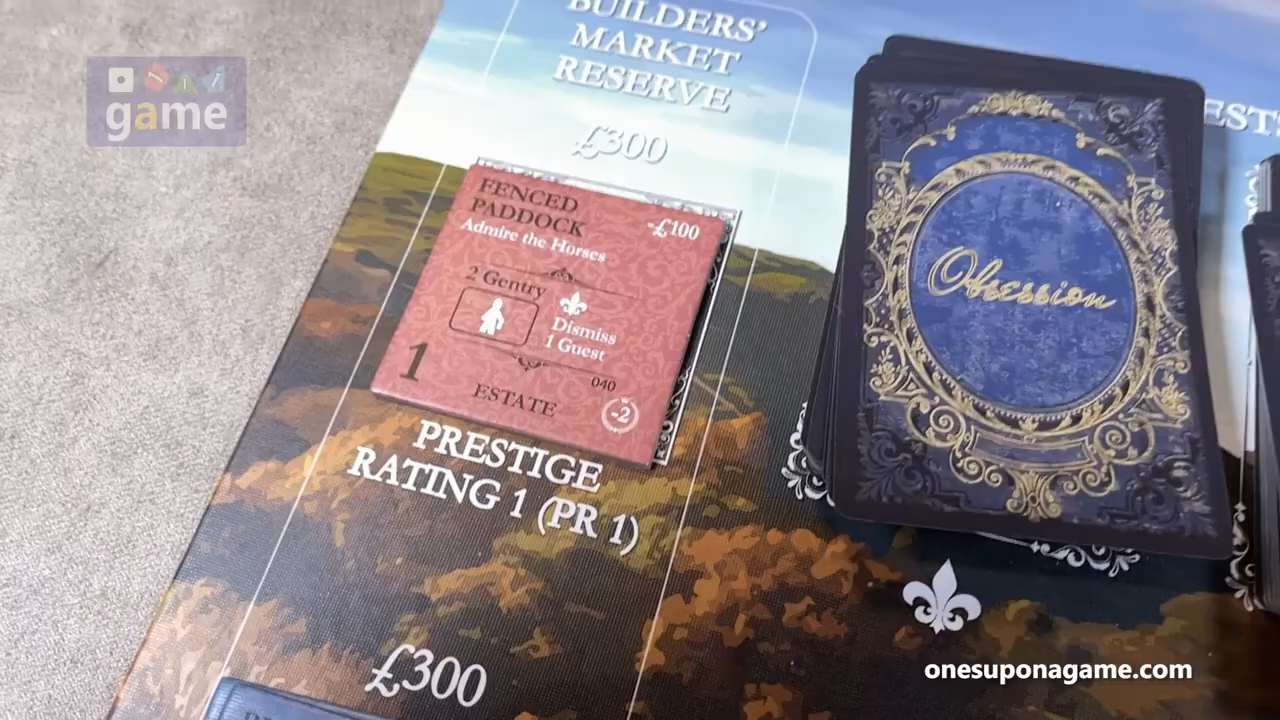 game
BUILDERS'
MARKET
RESERVE
£300
FENCED
PADDOCK
-£100
Admire the Horses
2 Gentry
Dismiss
1 Guest
1
040
ESTATE
-2
PRESTIGE
RATING 1 (PR 1)
£300
Obsession
onesuponagame.com